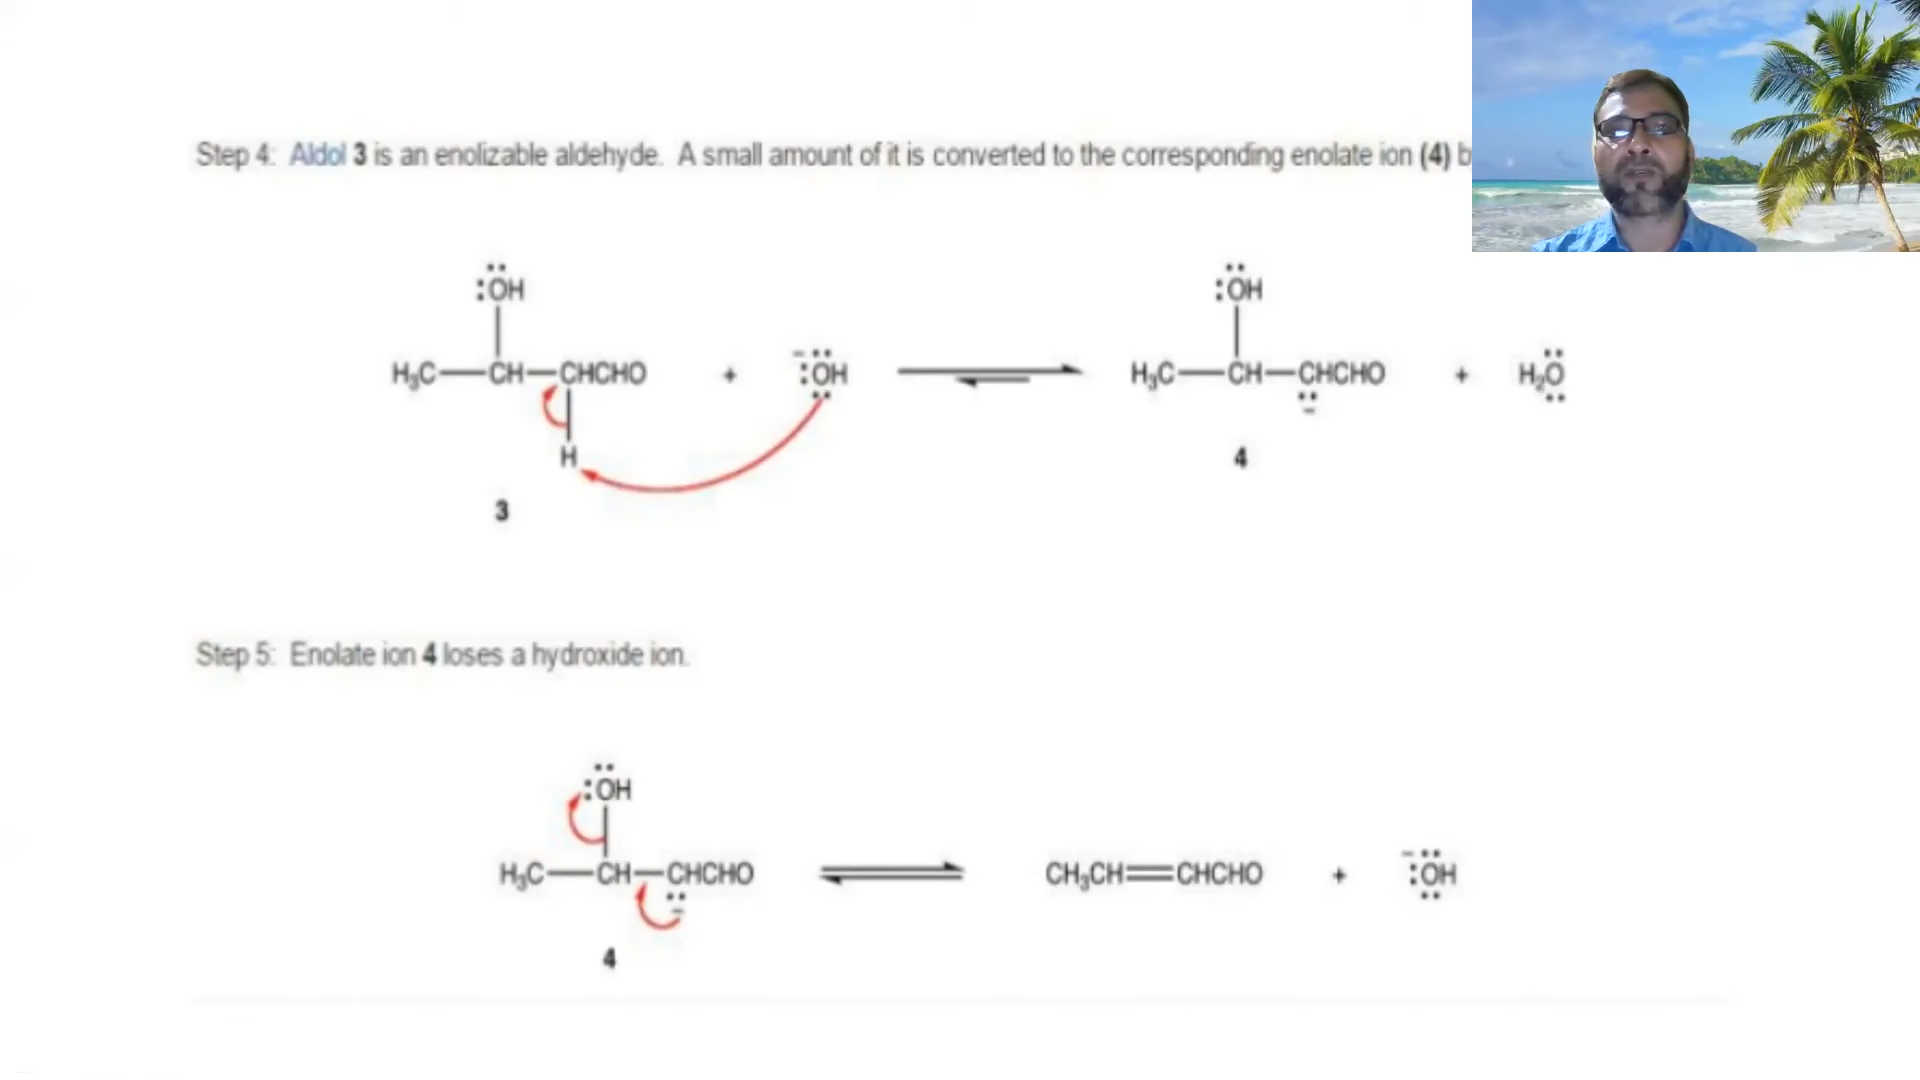 Step 4: Aldol 3 is an enolizable aldehyde. A small amount of it is converted to the corresponding enolate ion (4) b
:ÖH
:ÖH
H₃C—CH—CHCHO + ⁻:ÖH ⇌ H₃C—CH—CHCHO + H₂Ö
H
4
3
Step 5: Enolate ion 4 loses a hydroxide ion.
:ÖH
H₃C—CH—CHCHO ⇌ CH₃CH=CHCHO + ⁻:ÖH
4